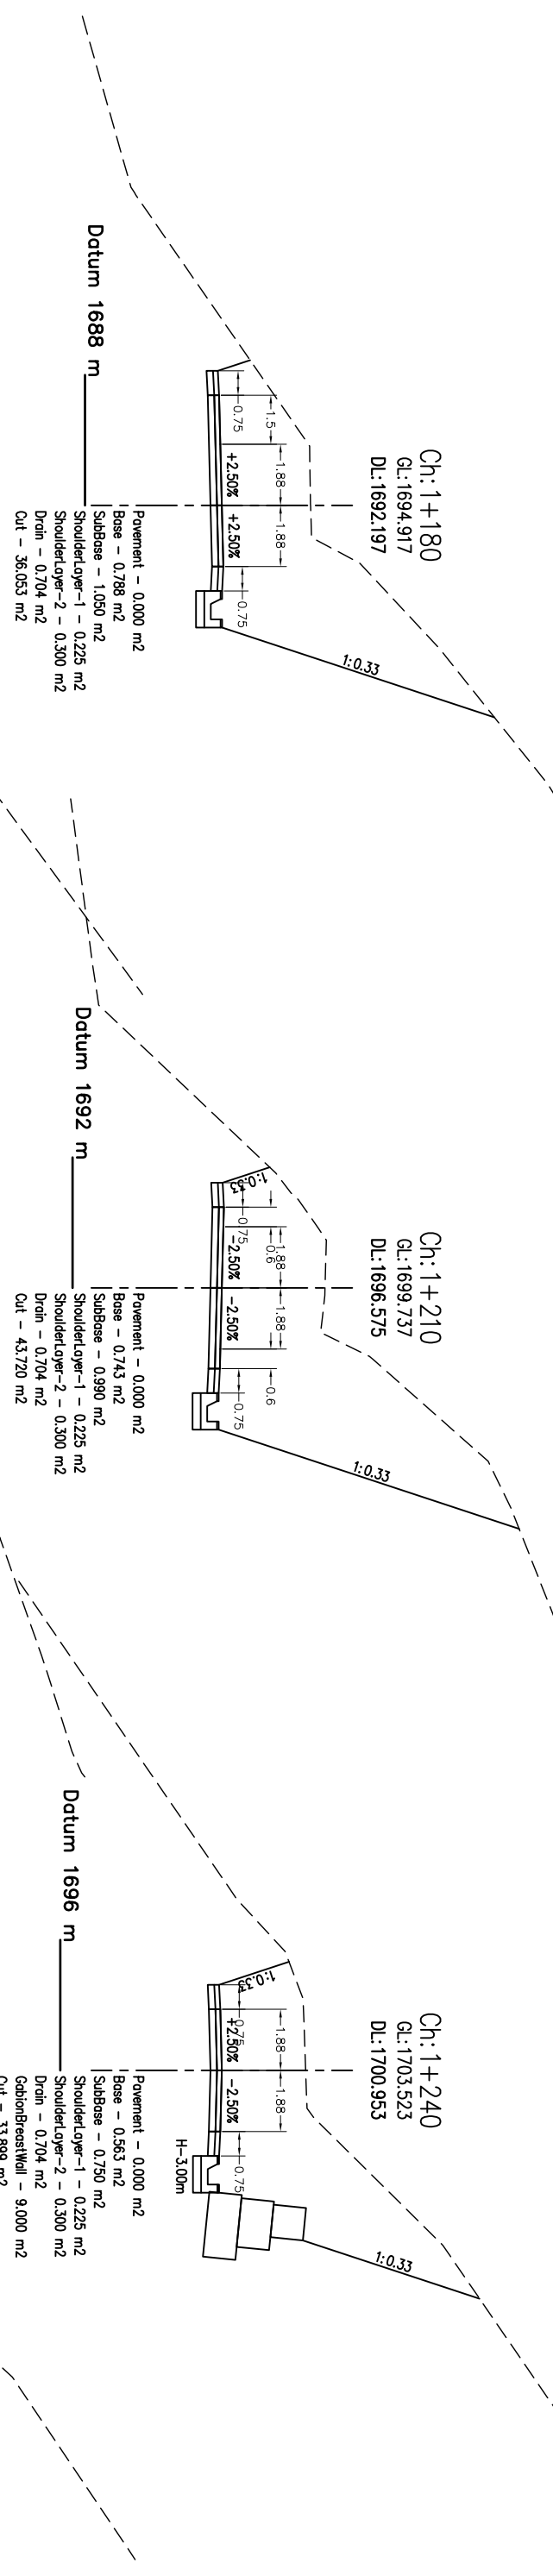 Ch:1+180
GL:1694.917
DL:1692.197
1.5
1.88
1.88
0.75
0.75
+2.50%
+2.50%
1:0.33
Datum 1688 m
Pavement - 0.000 m2
Base - 0.788 m2
SubBase - 1.050 m2
ShoulderLayer-1 - 0.225 m2
ShoulderLayer-2 - 0.300 m2
Drain - 0.704 m2
Cut - 36.053 m2
Ch:1+210
GL:1699.737
DL:1696.575
1:0.33
1.88
1.88
0.6
0.6
0.75
0.75
-2.50%
-2.50%
1:0.33
Datum 1692 m
Pavement - 0.000 m2
Base - 0.743 m2
SubBase - 0.990 m2
ShoulderLayer-1 - 0.225 m2
ShoulderLayer-2 - 0.300 m2
Drain - 0.704 m2
Cut - 43.720 m2
Ch:1+240
GL:1703.523
DL:1700.953
1:0.33
1.88
1.88
0.75
0.75
+2.50%
-2.50%
1:0.33
H-3.00m
Datum 1696 m
Pavement - 0.000 m2
Base - 0.563 m2
SubBase - 0.750 m2
ShoulderLayer-1 - 0.225 m2
ShoulderLayer-2 - 0.300 m2
Drain - 0.704 m2
GabionBreastWall - 9.000 m2
Cut - 33.899 m2